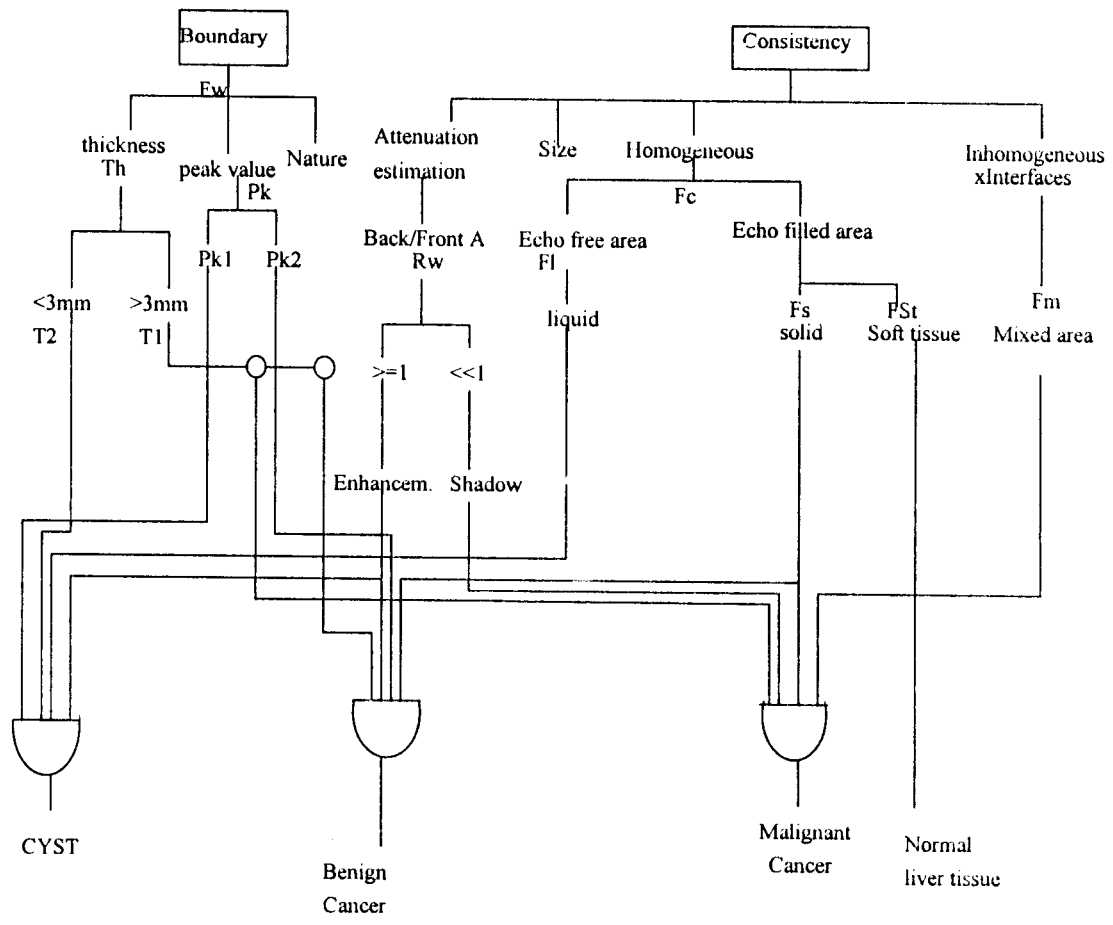 Boundary
Consistency
Fw
thickness
Th
peak value
Pk
Nature
Attenuation
estimation
Size
Homogeneous
Fc
Inhomogeneous
xInterfaces
Back/Front A
Rw
Echo free area
Fl
Echo filled area
Pk1
Pk2
<3mm
T2
>3mm
T1
liquid
Fs
solid
FSt
Soft tissue
Fm
Mixed area
>=1
<<1
Enhancem.
Shadow
CYST
Benign
Cancer
Malignant
Cancer
Normal
liver tissue